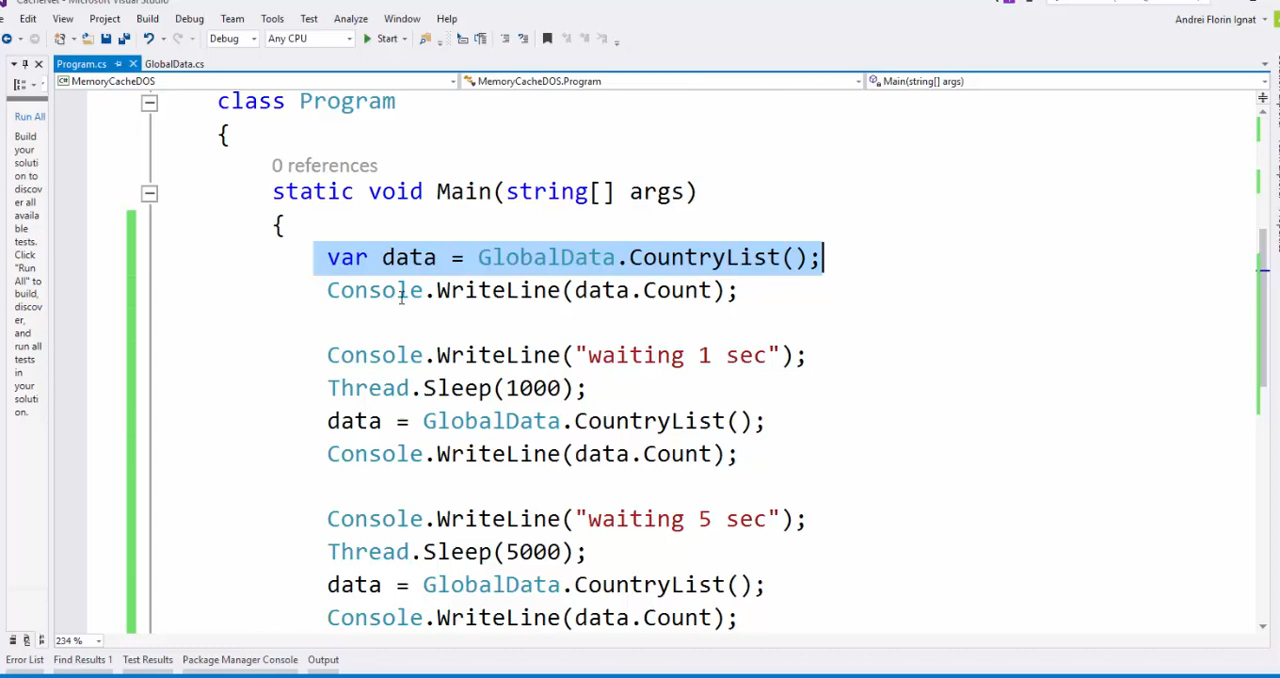 CacheNet - Microsoft Visual Studio
Edit View Project Build Debug Team Tools Test Analyze Window Help
Andrei Florin Ignat
Debug Any CPU Start
Program.cs GlobalData.cs
MemoryCacheDOS MemoryCacheDOS.Program Main(string[] args)
Run All
Build
your
soluti
on to
discov
er all
availa
ble
tests.
Click
"Run
All" to
build,
discov
er,
and
run all
tests
in
your
soluti
on.
class Program
{
0 references
static void Main(string[] args)
{
var data = GlobalData.CountryList();
Console.WriteLine(data.Count);
Console.WriteLine("waiting 1 sec");
Thread.Sleep(1000);
data = GlobalData.CountryList();
Console.WriteLine(data.Count);
Console.WriteLine("waiting 5 sec");
Thread.Sleep(5000);
data = GlobalData.CountryList();
Console.WriteLine(data.Count);
234 %
Error List Find Results 1 Test Results Package Manager Console Output